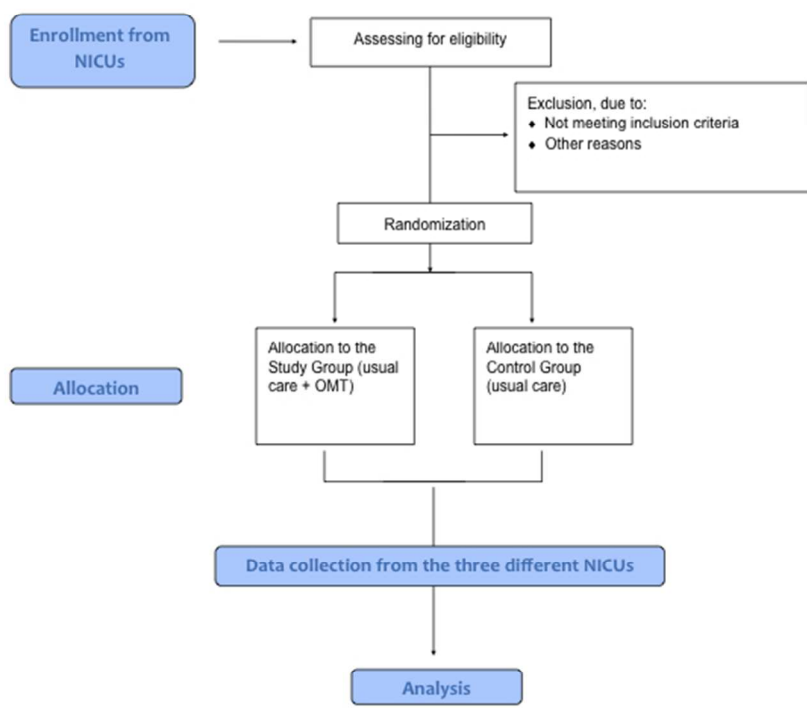 Enrollment from
NICUs
Assessing for eligibility
Exclusion, due to:
♦ Not meeting inclusion criteria
♦ Other reasons
Randomization
Allocation to the
Study Group (usual
care + OMT)
Allocation to the
Control Group
(usual care)
Allocation
Data collection from the three different NICUs
Analysis